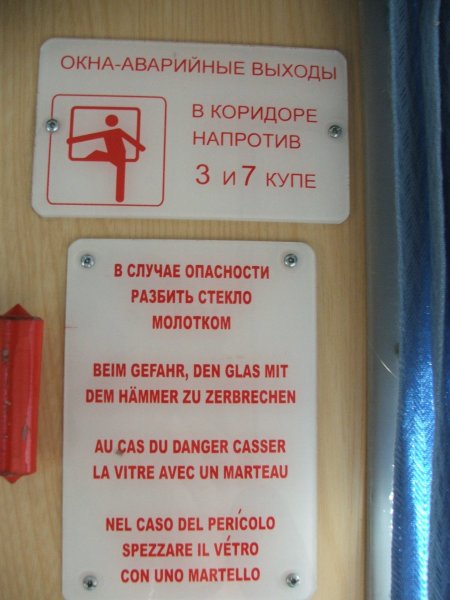 ОКНА-АВАРИЙНЫЕ ВЫХОДЫ
В КОРИДОРЕ
НАПРОТИВ
3 И 7 КУПЕ
В СЛУЧАЕ ОПАСНОСТИ
РАЗБИТЬ СТЕКЛО
МОЛОТКОМ
BEIM GEFAHR, DEN GLAS MIT
DEM HÄMMER ZU ZERBRECHEN
AU CAS DU DANGER CASSER
LA VITRE AVEC UN MARTEAU
NEL CASO DEL PERÍCOLO
SPEZZARE IL VÉTRO
CON UNO MARTELLO